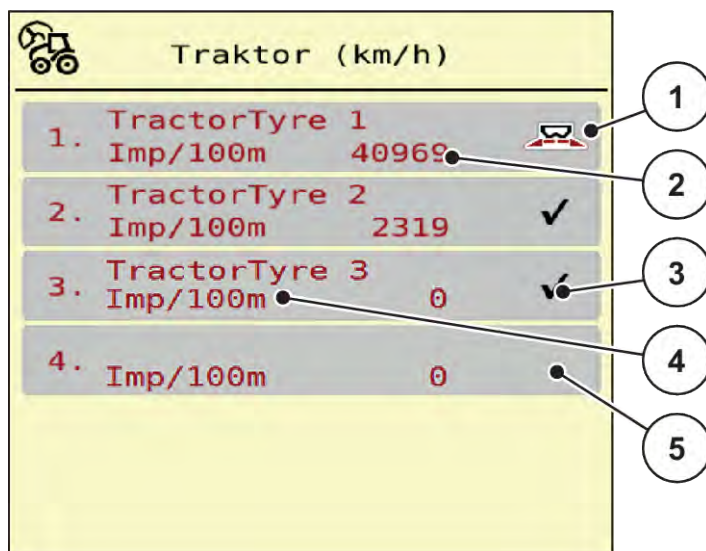 Traktor (km/h)
1. TractorTyre 1
Imp/100m 40969
2. TractorTyre 2
Imp/100m 2319
3. TractorTyre 3
Imp/100m 0
4.
Imp/100m 0
1
2
3
4
5